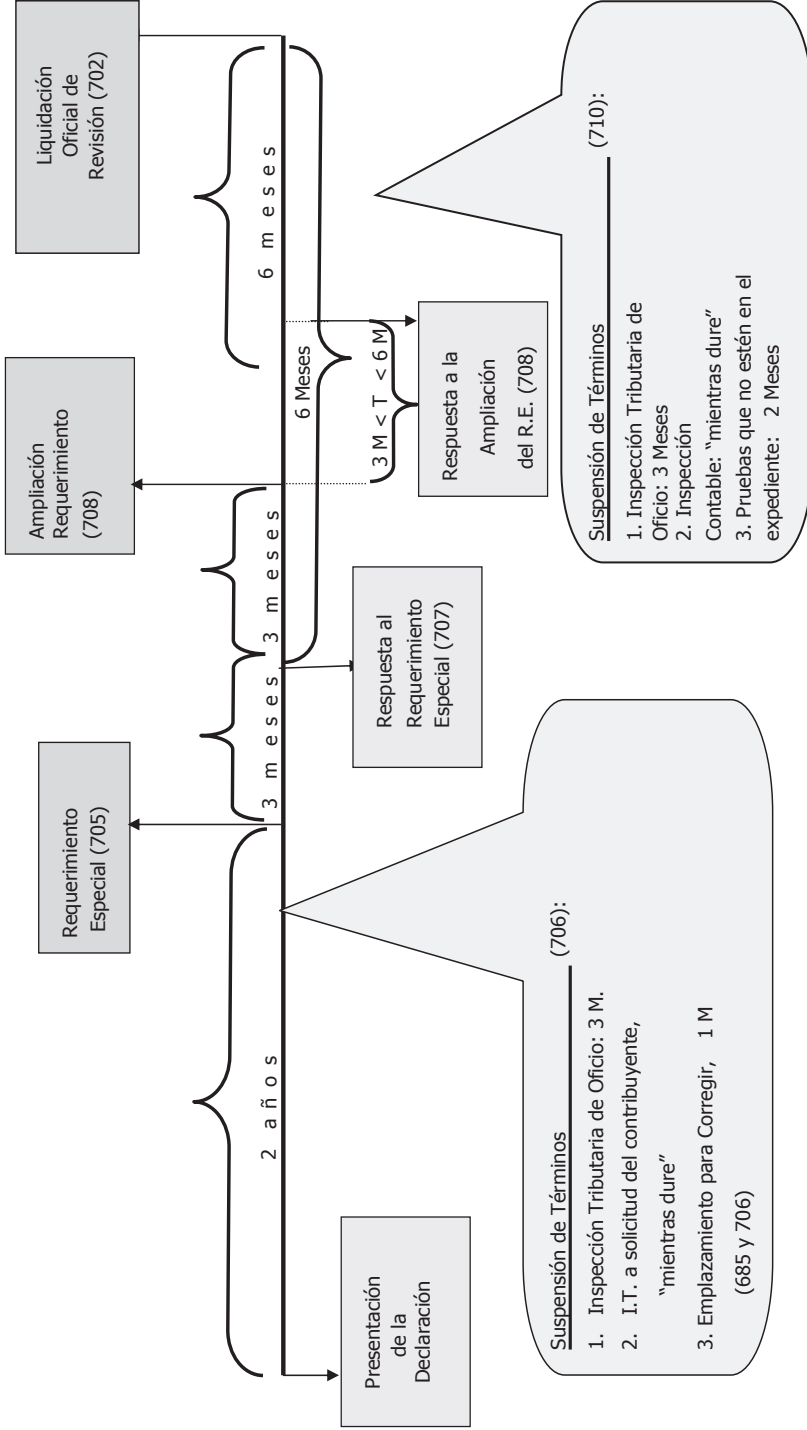 Presentación
de la
Declaración
2 años
Requerimiento
Especial (705)
3 meses
Respuesta al
Requerimiento
Especial (707)
3 meses
Ampliación
Requerimiento
(708)
3 M < T < 6 M
Respuesta a la
Ampliación
del R.E. (708)
6 Meses
6 meses
Liquidación
Oficial de
Revisión (702)
Suspensión de Términos (706):
1. Inspección Tributaria de Oficio: 3 M.
2. I.T. a solicitud del contribuyente,
“mientras dure”
3. Emplazamiento para Corregir, 1 M
(685 y 706)
Suspensión de Términos (710):
1. Inspección Tributaria de
Oficio: 3 Meses
2. Inspección
Contable: “mientras dure”
3. Pruebas que no estén en el
expediente: 2 Meses